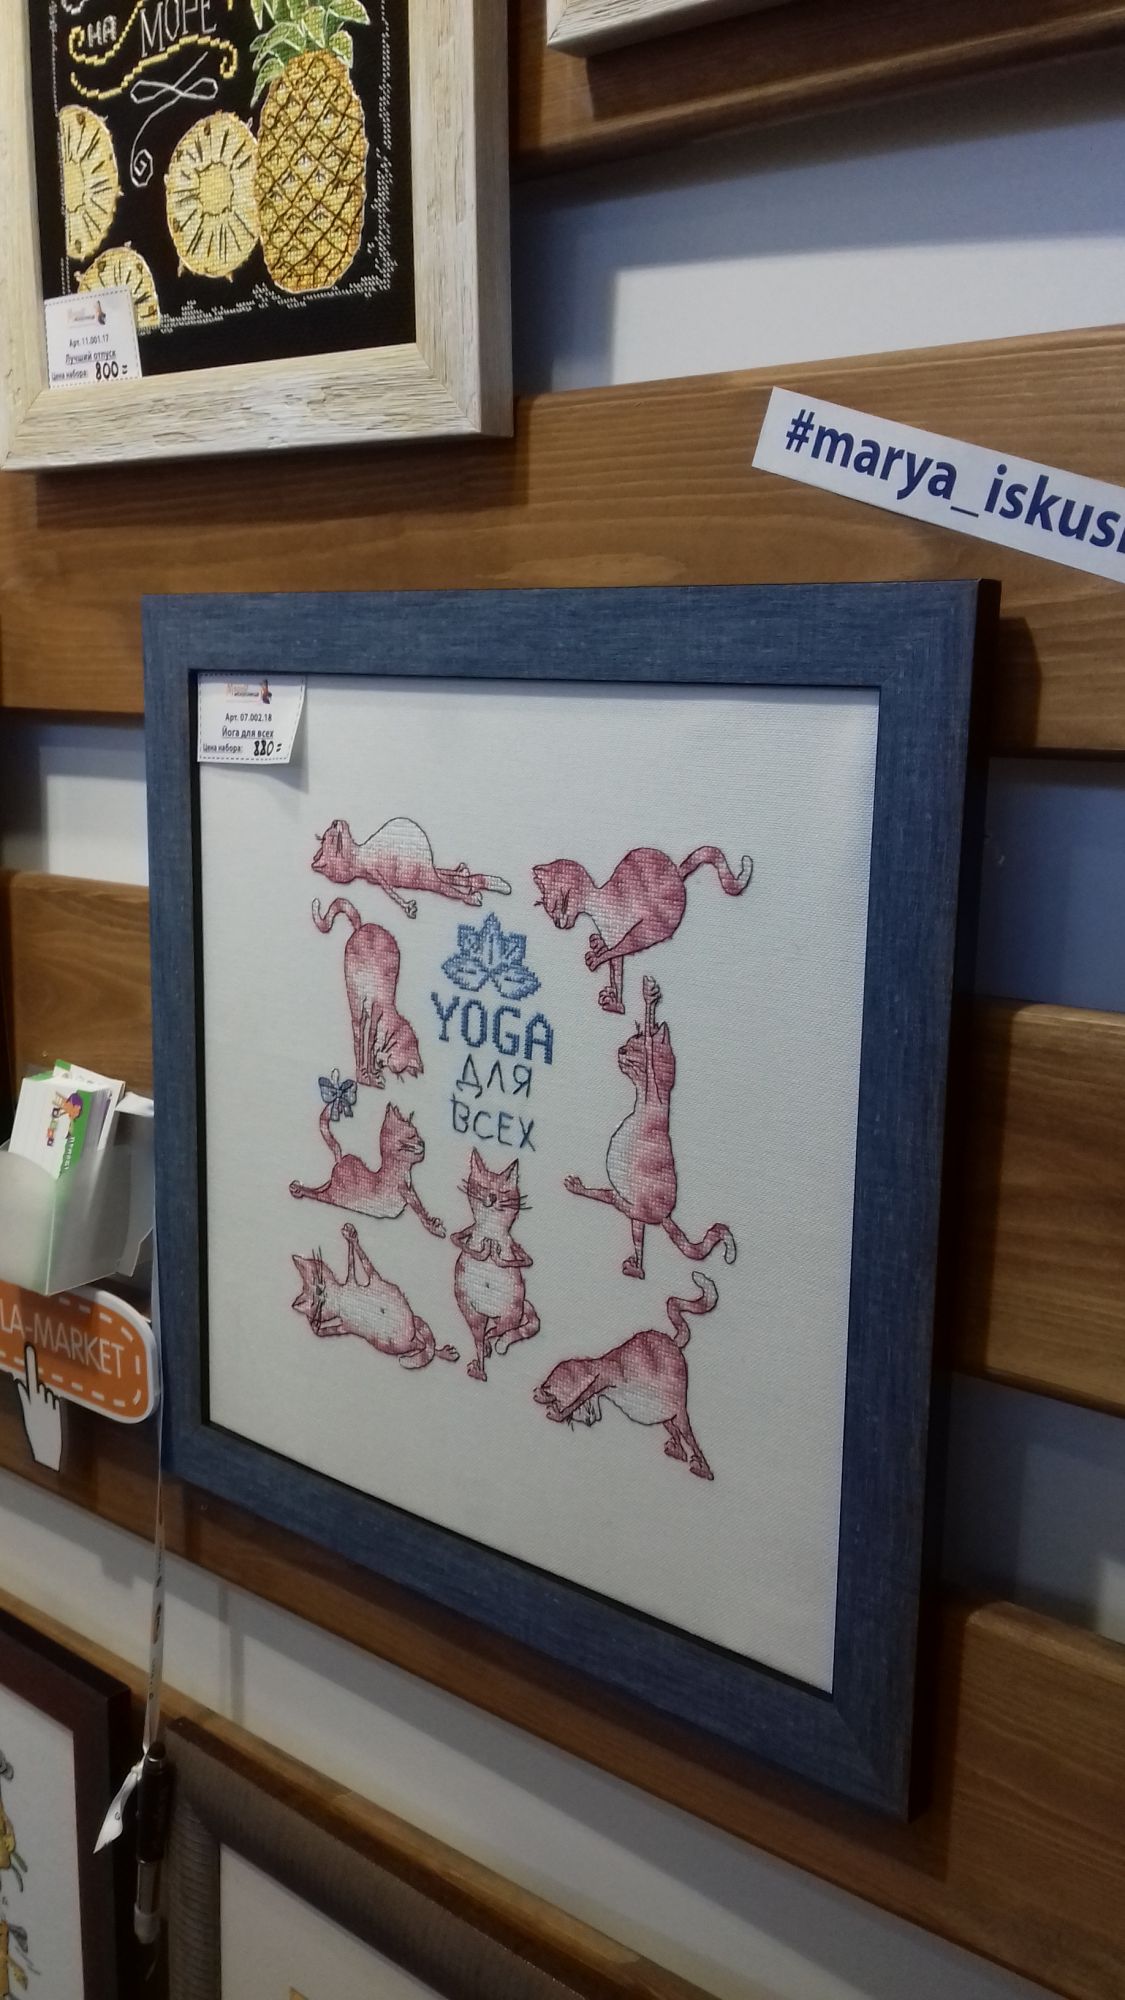 НА
МОРЕ
Арт. 11.001.17
Лучший отпуск
Цена набора: 800=
#marya_iskus
Арт. 07.002.18
Йога для всех
Цена набора: 880=
YOGA
ДЛЯ
ВСЕХ
LA-MARKET